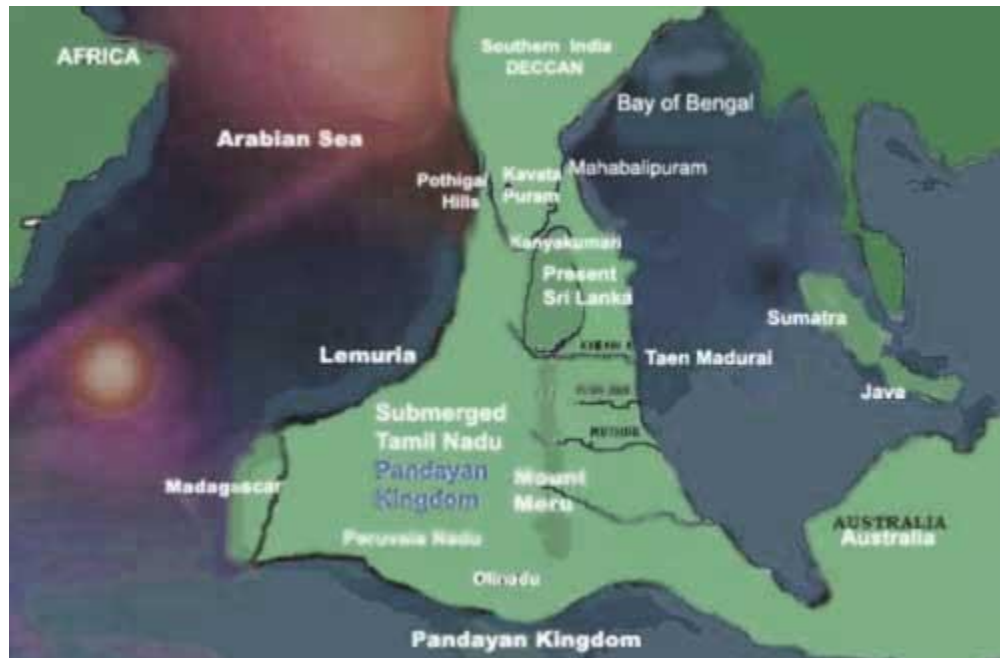 Southern India
DECCAN
AFRICA
Bay of Bengal
Arabian Sea
Mahabalipuram
Pothigai
Hills
Kavata
Puram
Kanyakumari
Present
Sri Lanka
Sumatra
Lemuria
Taen Madurai
Java
Submerged
Tamil Nadu
Pandayan
Kingdom
Mount
Meru
Madagascar
AUSTRALIA
Australia
Nadu
Olinadu
Pandayan Kingdom